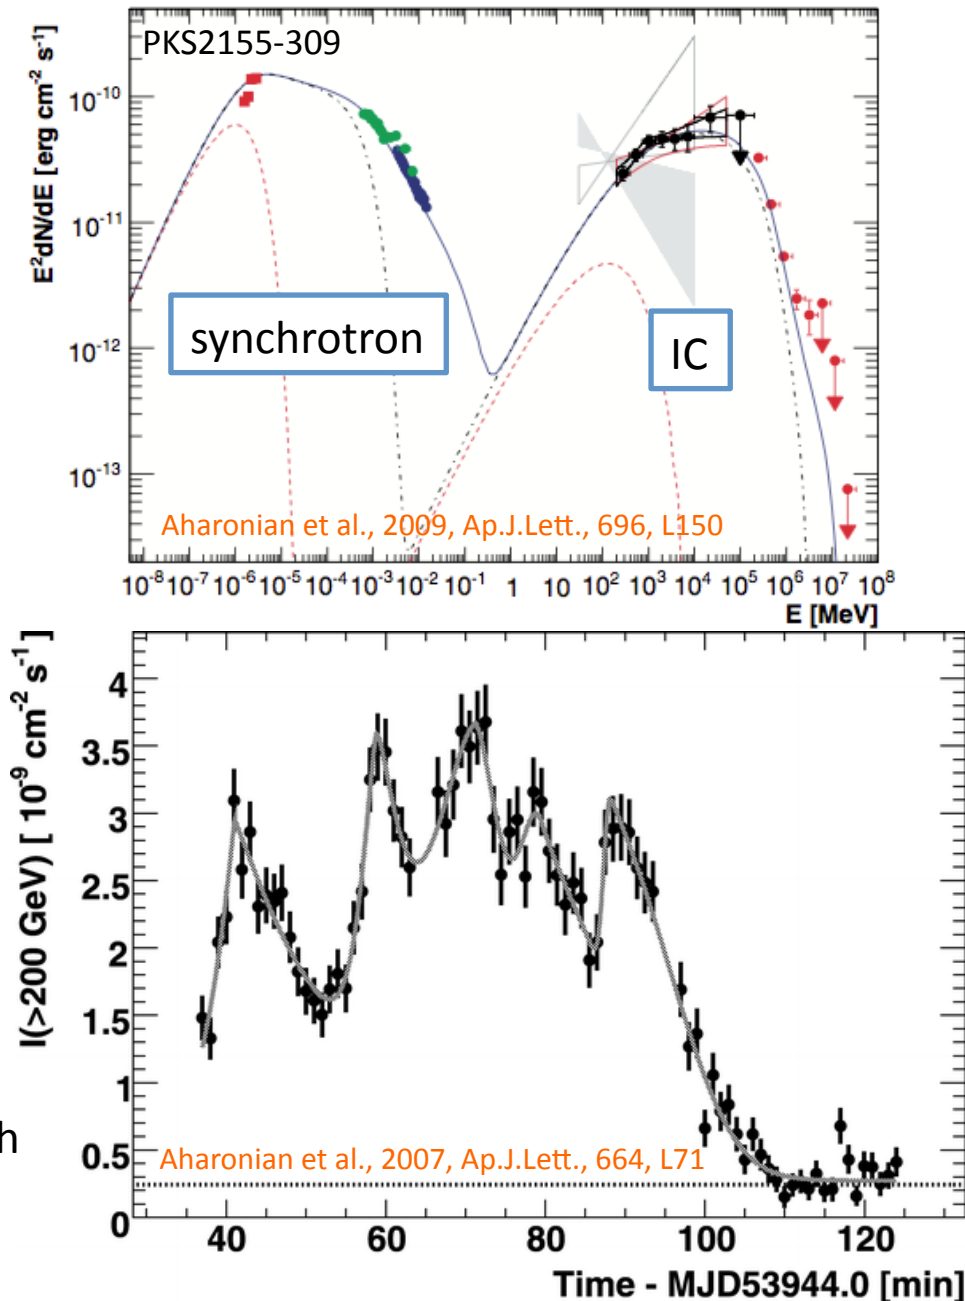 PKS2155-309
E²dN/dE [erg cm⁻² s⁻¹]
10⁻¹⁰
10⁻¹¹
10⁻¹²
10⁻¹³
synchrotron
IC
Aharonian et al., 2009, Ap.J.Lett., 696, L150
10⁻⁸ 10⁻⁷ 10⁻⁶ 10⁻⁵ 10⁻⁴ 10⁻³ 10⁻² 10⁻¹ 1 10 10² 10³ 10⁴ 10⁵ 10⁶ 10⁷ 10⁸
E [MeV]
I(>200 GeV) [ 10⁻⁹ cm⁻² s⁻¹]
4
3.5
3
2.5
2
1.5
1
0.5
0
h
Aharonian et al., 2007, Ap.J.Lett., 664, L71
40 60 80 100 120
Time - MJD53944.0 [min]